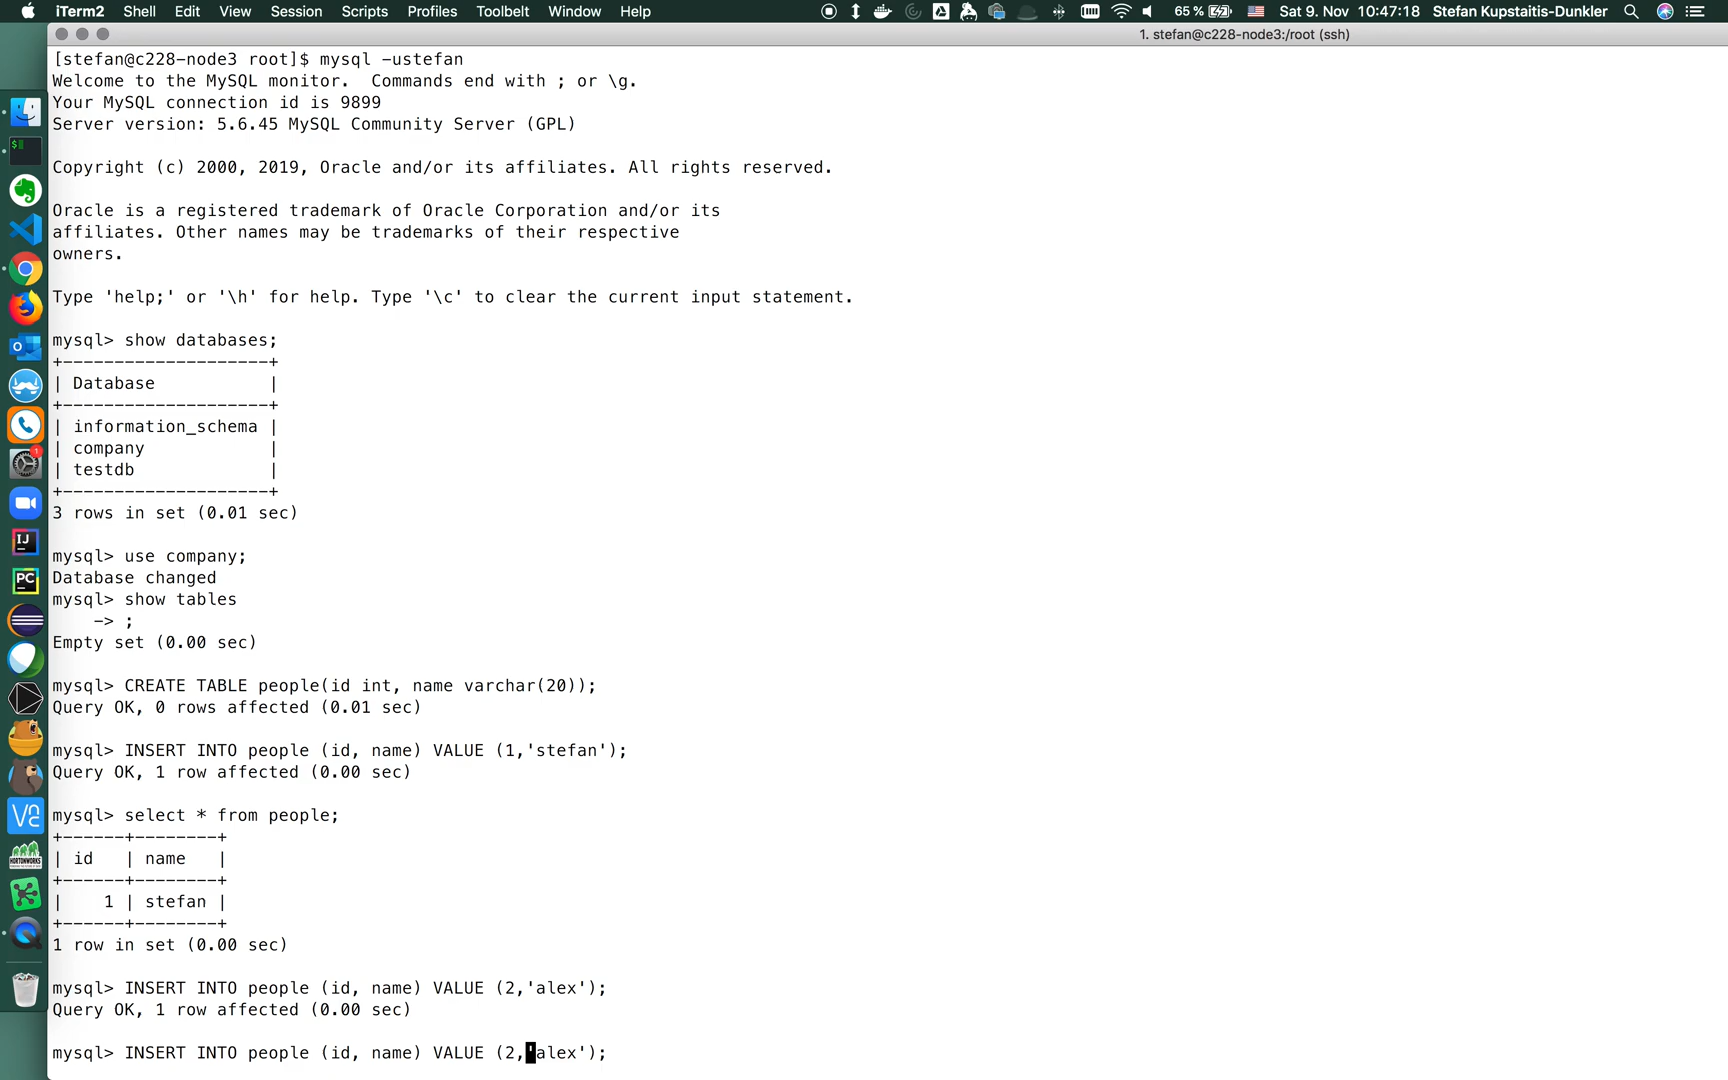 iTerm2 Shell Edit View Session Scripts Profiles Toolbelt Window Help 65 % Sat 9. Nov 10:47:18 Stefan Kupstaitis-Dunkler
1. stefan@c228-node3:/root (ssh)
[stefan@c228-node3 root]$ mysql -ustefan
Welcome to the MySQL monitor.  Commands end with ; or \g.
Your MySQL connection id is 9899
Server version: 5.6.45 MySQL Community Server (GPL)
Copyright (c) 2000, 2019, Oracle and/or its affiliates. All rights reserved.
Oracle is a registered trademark of Oracle Corporation and/or its
affiliates. Other names may be trademarks of their respective
owners.
Type 'help;' or '\h' for help. Type '\c' to clear the current input statement.
mysql> show databases;
+--------------------+
| Database           |
+--------------------+
| information_schema |
| company            |
| testdb             |
+--------------------+
3 rows in set (0.01 sec)
mysql> use company;
Database changed
mysql> show tables
    -> ;
Empty set (0.00 sec)
mysql> CREATE TABLE people(id int, name varchar(20));
Query OK, 0 rows affected (0.01 sec)
mysql> INSERT INTO people (id, name) VALUE (1,'stefan');
Query OK, 1 row affected (0.00 sec)
mysql> select * from people;
+------+--------+
| id   | name   |
+------+--------+
|    1 | stefan |
+------+--------+
1 row in set (0.00 sec)
mysql> INSERT INTO people (id, name) VALUE (2,'alex');
Query OK, 1 row affected (0.00 sec)
mysql> INSERT INTO people (id, name) VALUE (2,'alex');
$
1
IJ
PC
V2
HORTONWORKS